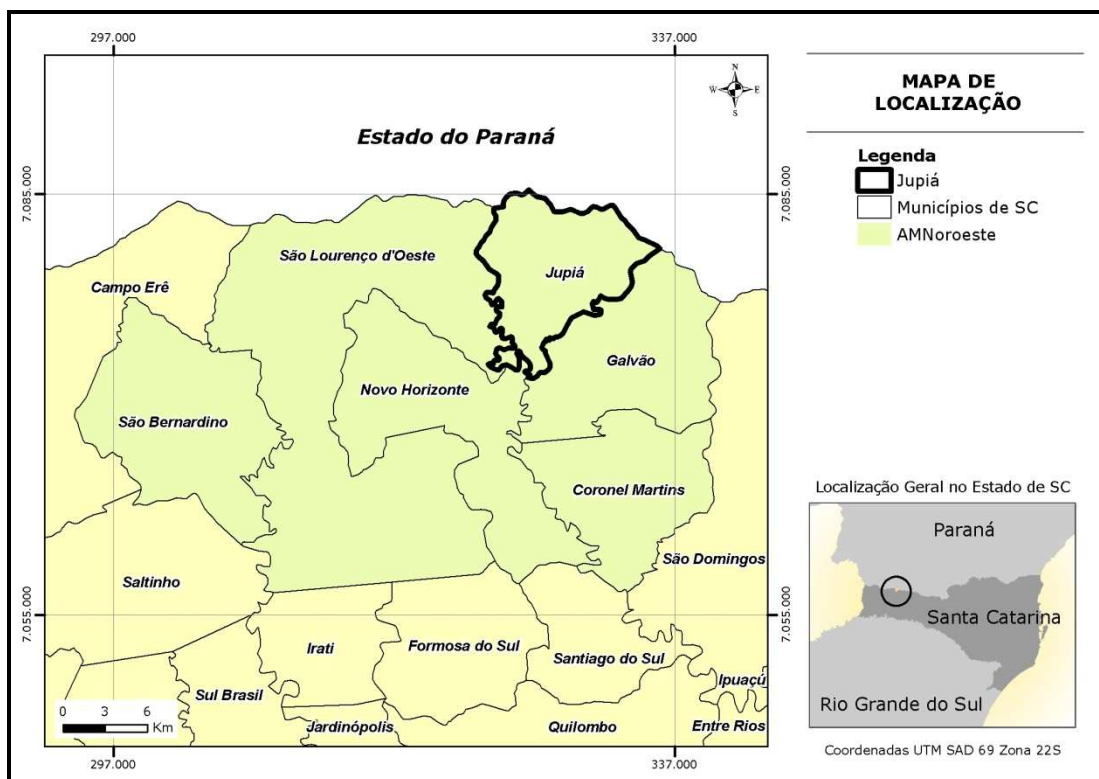 297.000
337.000
N
W E
S
Estado do Paraná
7.085.000
7.085.000
São Lourenço d'Oeste
Jupiá
Campo Erê
Galvão
Novo Horizonte
São Bernardino
Coronel Martins
São Domingos
Saltinho
7.055.000
7.055.000
Irati
Formosa do Sul
Santiago do Sul
Sul Brasil
Ipuaçú
0 3 6
Km
Jardinópolis
Quilombo
Entre Rios
297.000
337.000
MAPA DE
LOCALIZAÇÃO
Legenda
Jupiá
Municípios de SC
AMNoroeste
Localização Geral no Estado de SC
Paraná
Santa Catarina
Rio Grande do Sul
Coordenadas UTM SAD 69 Zona 22S